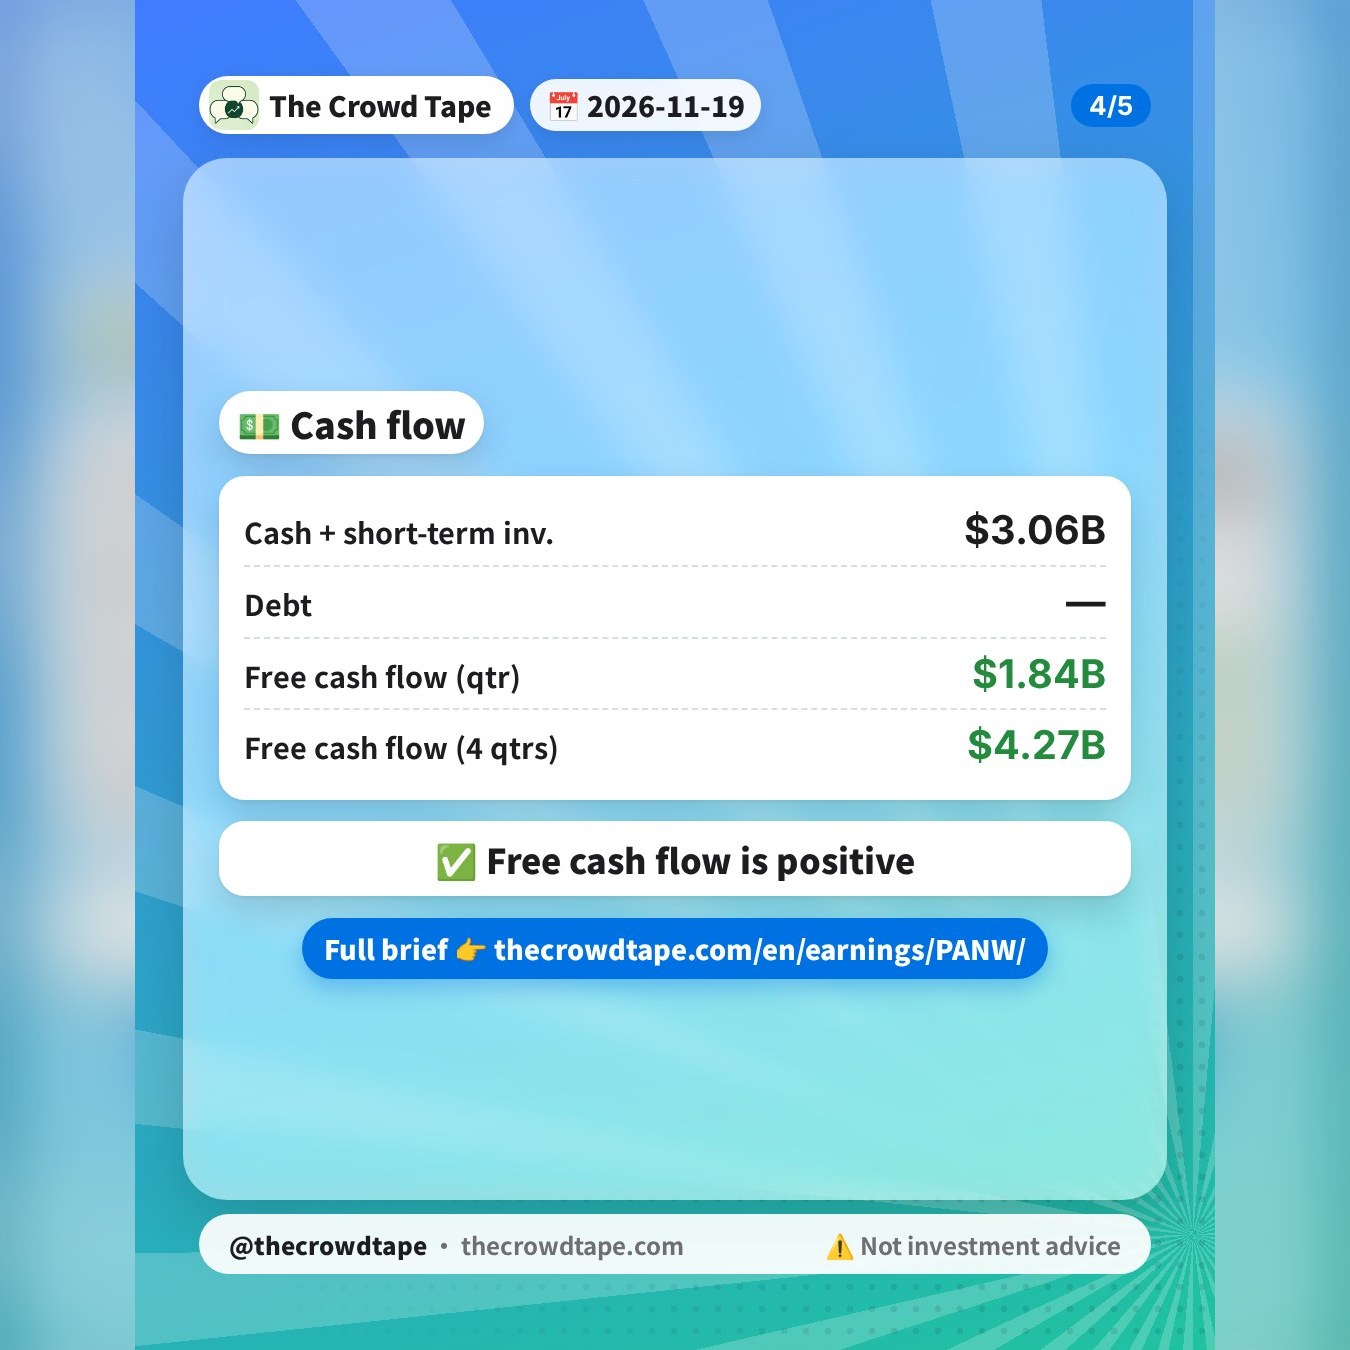 The Crowd Tape
2026-11-19
4/5
Cash flow
Cash + short-term inv. $3.06B
Debt —
Free cash flow (qtr) $1.84B
Free cash flow (4 qtrs) $4.27B
✅ Free cash flow is positive
Full brief 👉 thecrowdtape.com/en/earnings/PANW/
@thecrowdtape • thecrowdtape.com ⚠️ Not investment advice